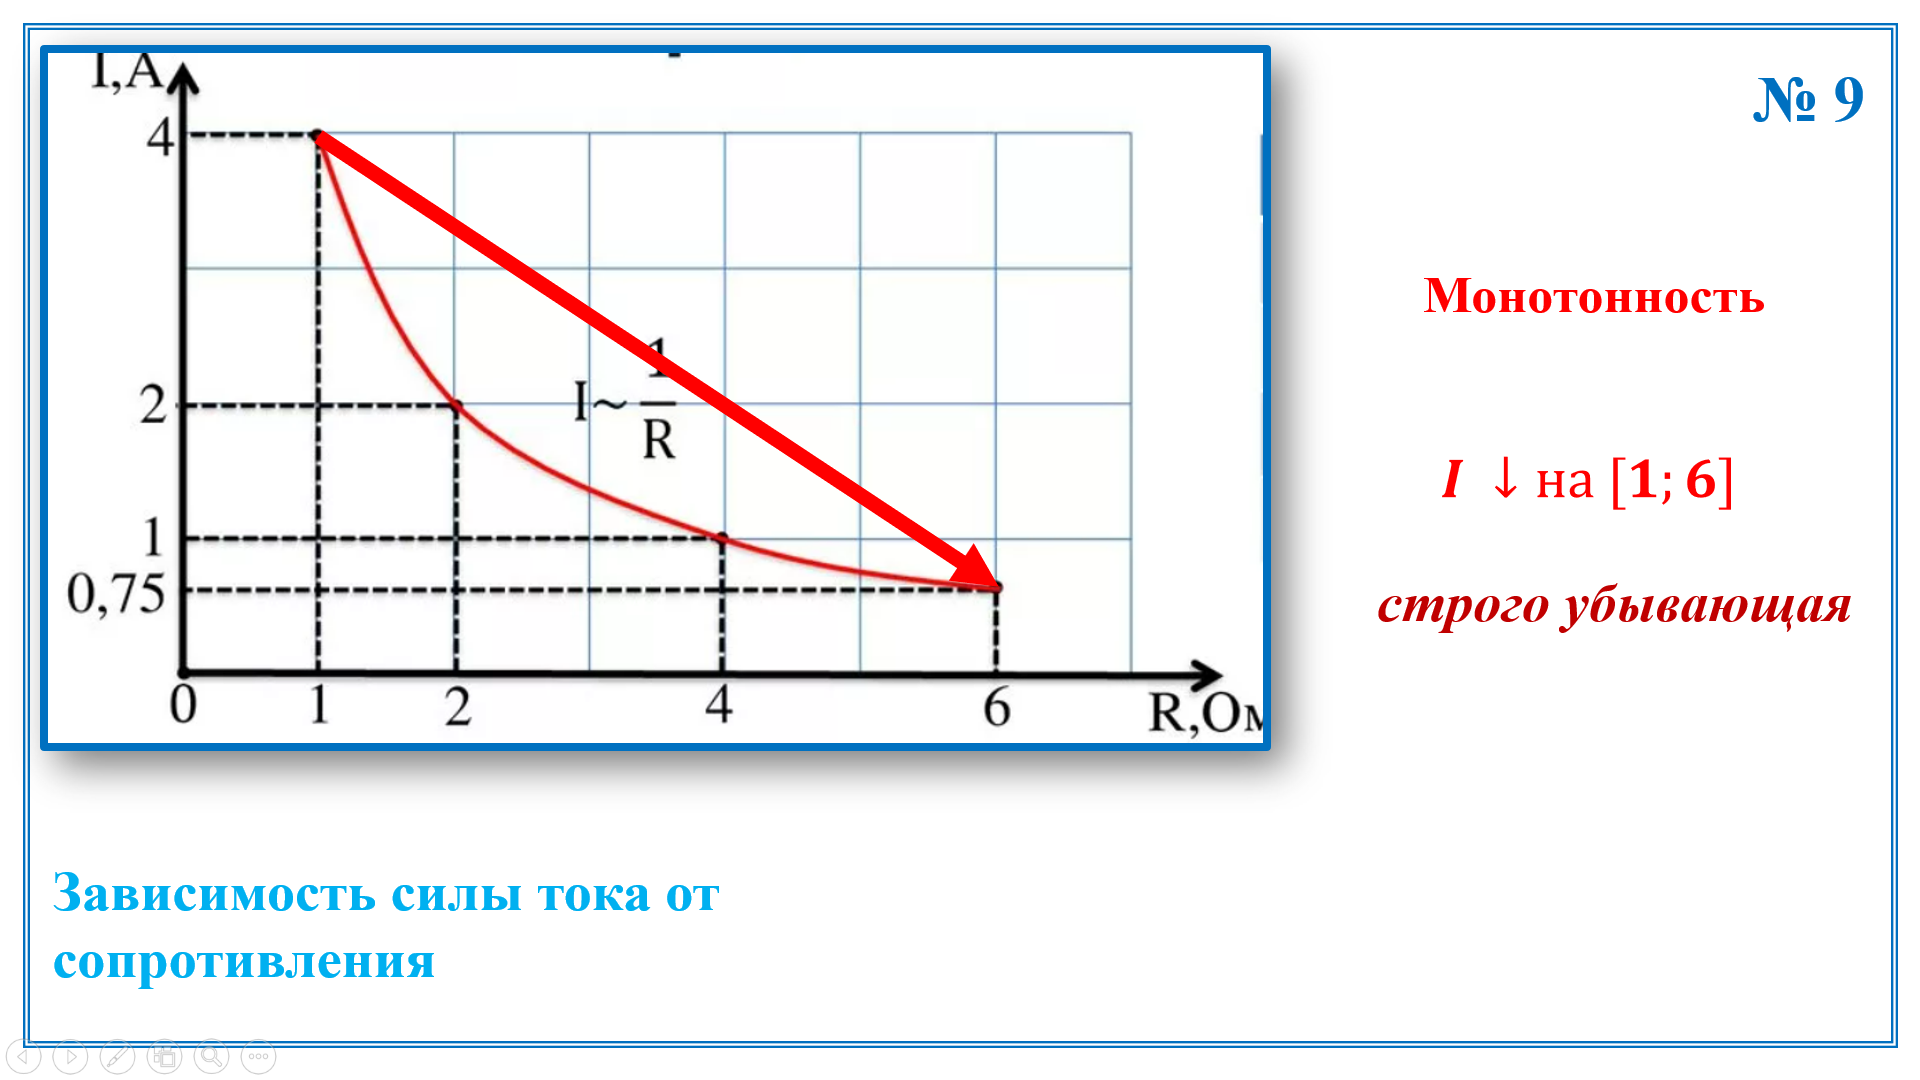 I,A
№ 9
4
Монотонность
I~ 1/R
2
I ↓ на [1; 6]
1
0,75
строго убывающая
0 1 2 4 6 R,Ом
Зависимость силы тока от
сопротивления